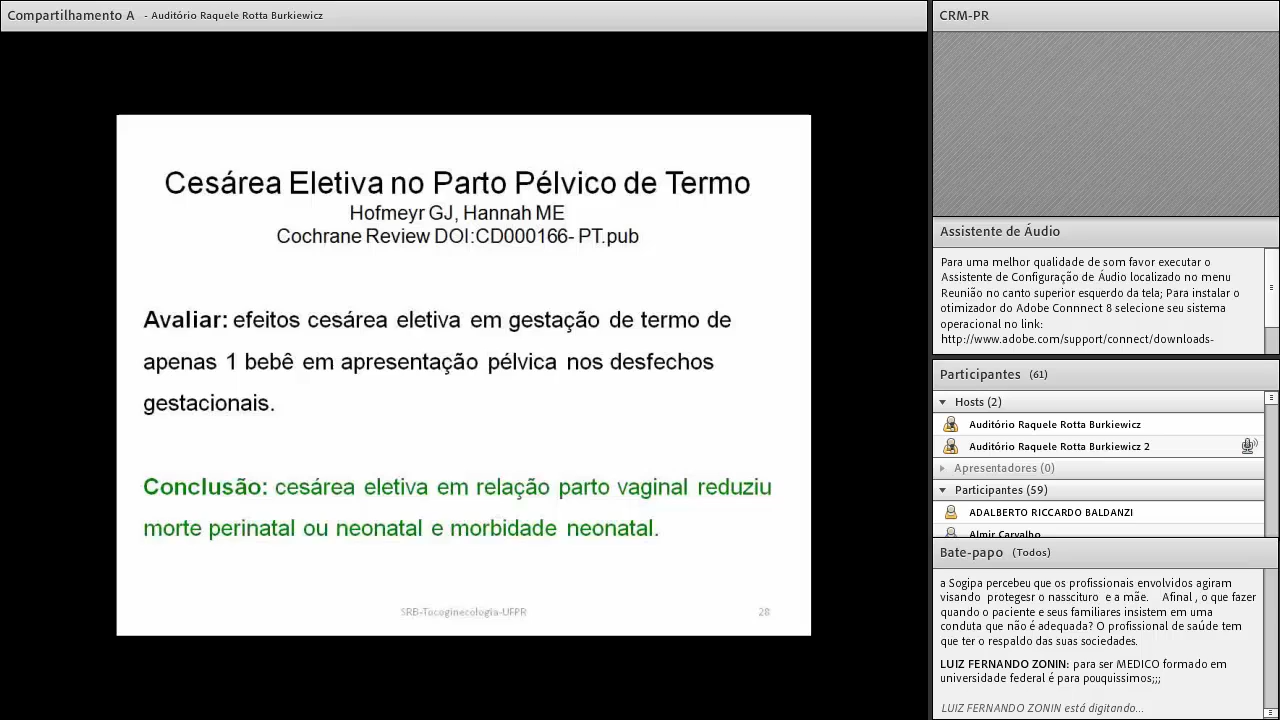 Compartilhamento A - Auditório Raquele Rotta Burkiewicz
Cesárea Eletiva no Parto Pélvico de Termo
Hofmeyr GJ, Hannah ME
Cochrane Review DOI:CD000166- PT.pub
Avaliar: efeitos cesárea eletiva em gestação de termo de
apenas 1 bebê em apresentação pélvica nos desfechos
gestacionais.
Conclusão: cesárea eletiva em relação parto vaginal reduziu
morte perinatal ou neonatal e morbidade neonatal.
SRB-Tocoginecologia-UFPR
28
CRM-PR
Assistente de Áudio
Para uma melhor qualidade de som favor executar o
Assistente de Configuração de Áudio localizado no menu
Reunião no canto superior esquerdo da tela; Para instalar o
otimizador do Adobe Connnect 8 selecione seu sistema
operacional no link:
http://www.adobe.com/support/connect/downloads-
Participantes (61)
Hosts (2)
Auditório Raquele Rotta Burkiewicz
Auditório Raquele Rotta Burkiewicz 2
Apresentadores (0)
Participantes (59)
ADALBERTO RICCARDO BALDANZI
Almir Carvalho
Bate-papo (Todos)
a Sogipa percebeu que os profissionais envolvidos agiram
visando protegesr o nasscituro e a mãe. Afinal , o que fazer
quando o paciente e seus familiares insistem em uma
conduta que não é adequada? O profissional de saúde tem
que ter o respaldo das suas sociedades.
LUIZ FERNANDO ZONIN: para ser MEDICO formado em
universidade federal é para pouquissimos;;;
LUIZ FERNANDO ZONIN está digitando...